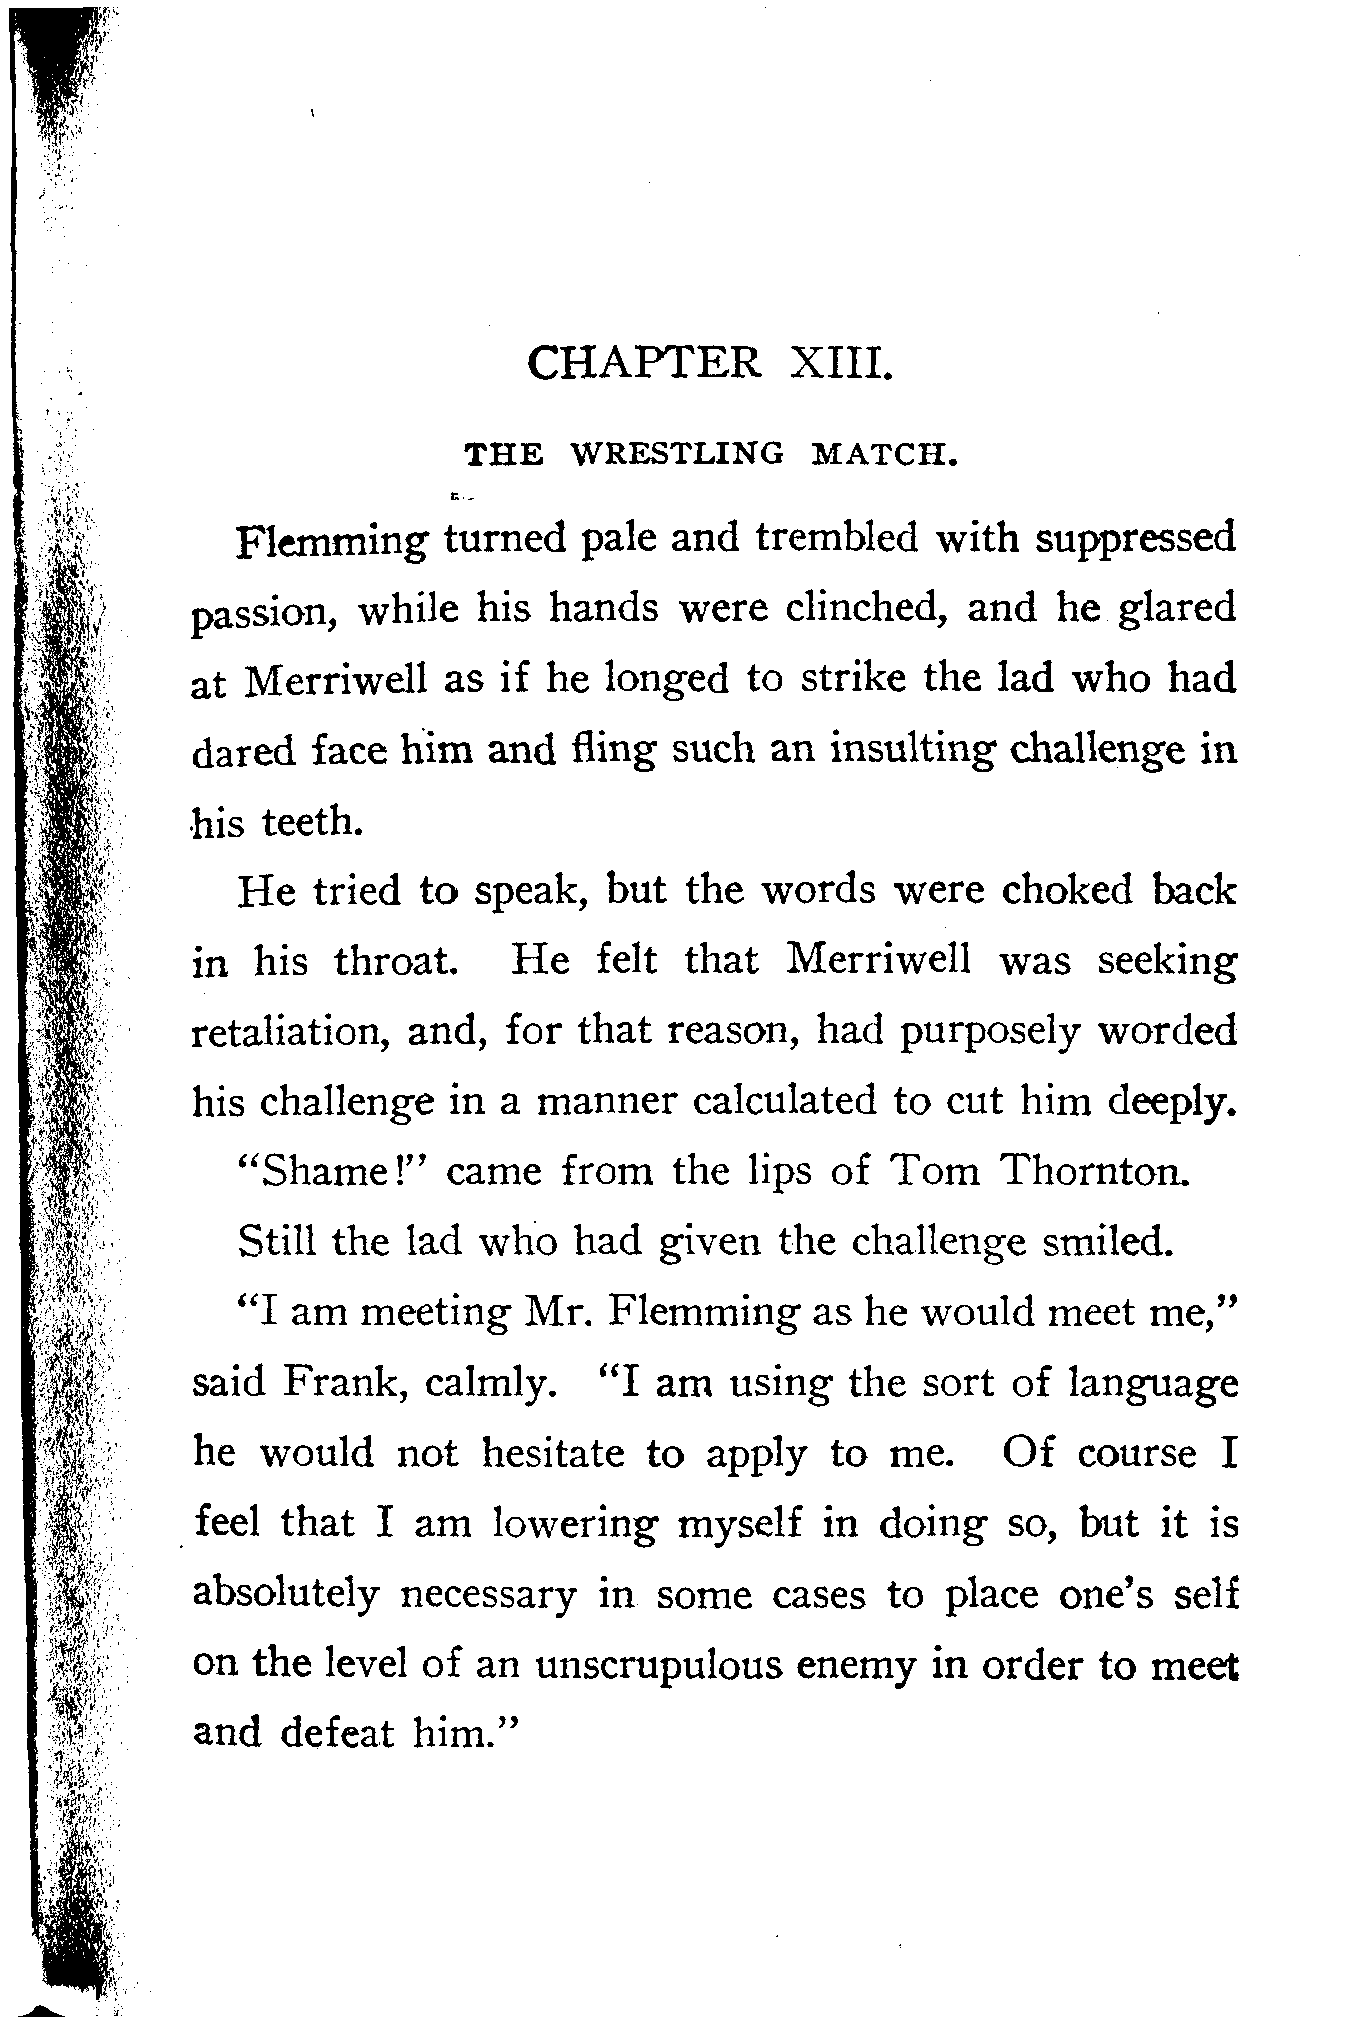 CHAPTER XIII.
THE WRESTLING MATCH.
Flemming turned pale and trembled with suppressed
passion, while his hands were clinched, and he glared
at Merriwell as if he longed to strike the lad who had
dared face him and fling such an insulting challenge in
his teeth.
He tried to speak, but the words were choked back
in his throat. He felt that Merriwell was seeking
retaliation, and, for that reason, had purposely worded
his challenge in a manner calculated to cut him deeply.
"Shame!" came from the lips of Tom Thornton.
Still the lad who had given the challenge smiled.
"I am meeting Mr. Flemming as he would meet me,"
said Frank, calmly. "I am using the sort of language
he would not hesitate to apply to me. Of course I
feel that I am lowering myself in doing so, but it is
absolutely necessary in some cases to place one's self
on the level of an unscrupulous enemy in order to meet
and defeat him."